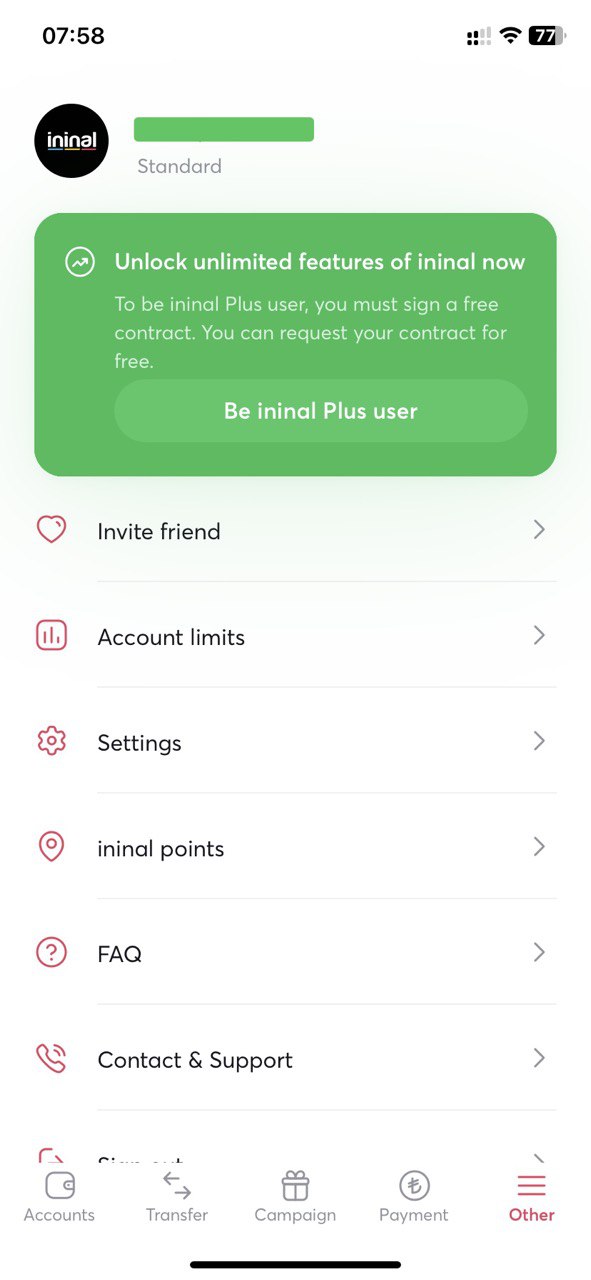 07:58
77
ininal
Standard
Unlock unlimited features of ininal now
To be ininal Plus user, you must sign a free
contract. You can request your contract for
free.
Be ininal Plus user
Invite friend
Account limits
Settings
ininal points
FAQ
Contact & Support
Sign out
Accounts
Transfer
Campaign
Payment
Other